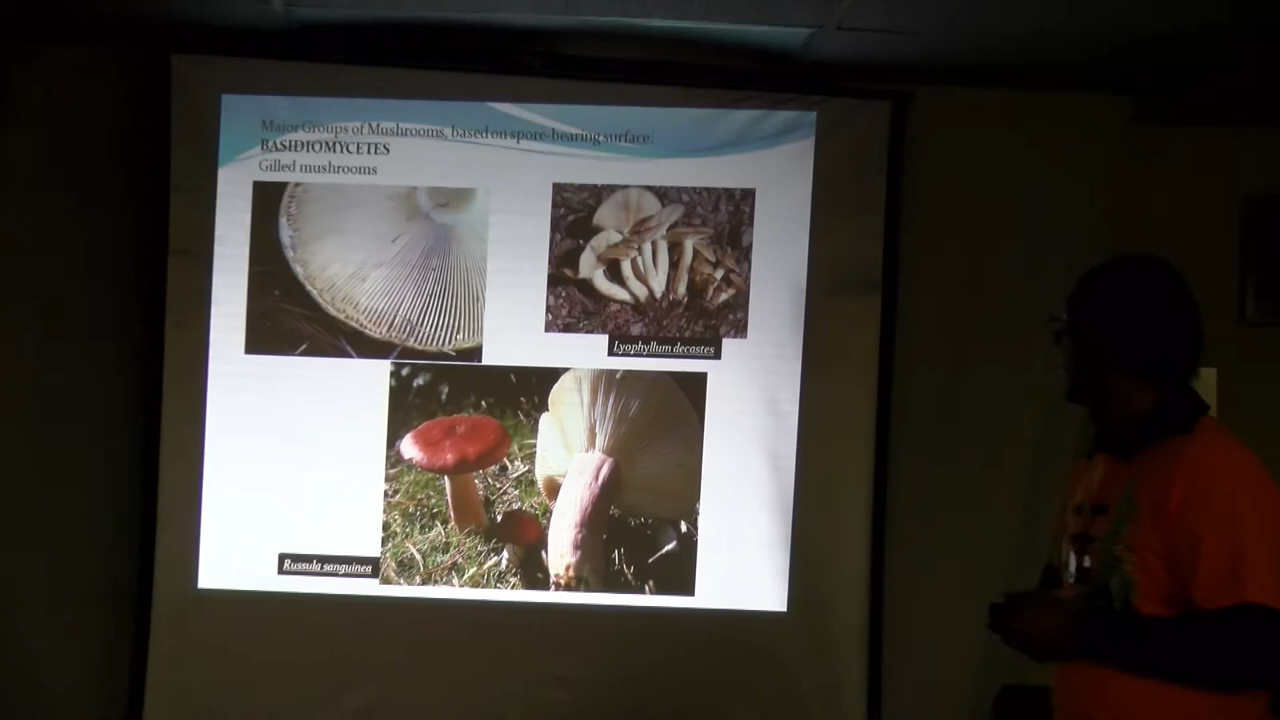 Major Groups of Mushrooms, based on spore-bearing surface:
BASIDIOMYCETES
Gilled mushrooms
Lyophyllum decastes
Russula sanguinea